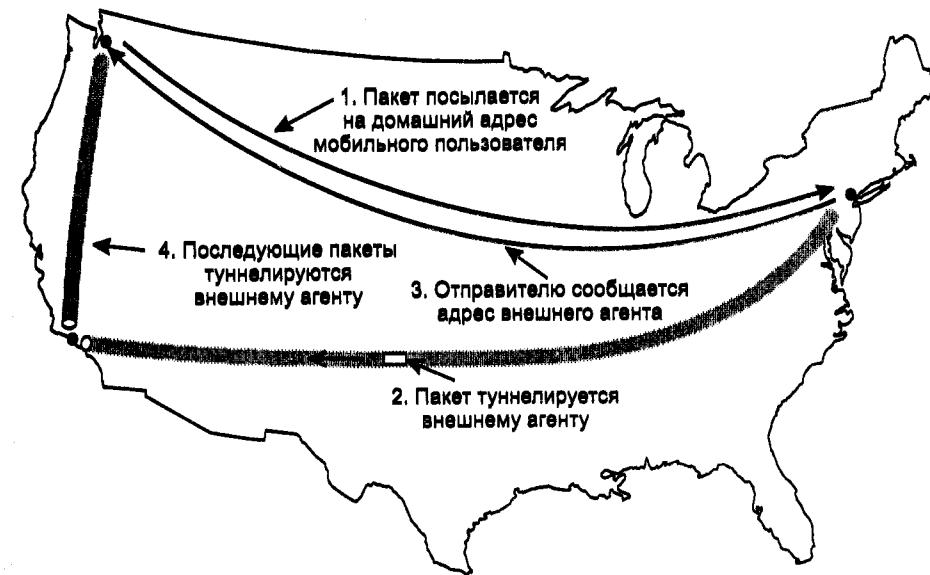 1. Пакет посылается
на домашний адрес
мобильного пользователя
4. Последующие пакеты
туннелируются
внешнему агенту
3. Отправителю сообщается
адрес внешнего агента
2. Пакет туннелируется
внешнему агенту